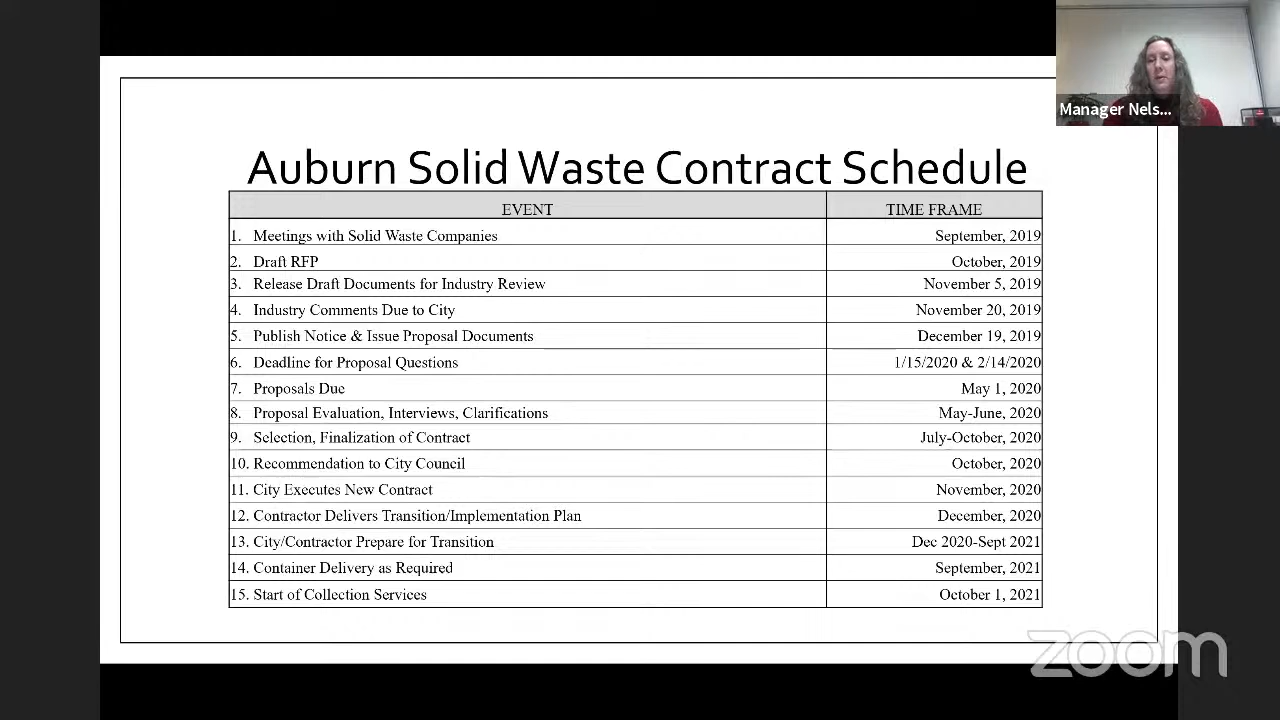 Manager Nels...
Auburn Solid Waste Contract Schedule
EVENT TIME FRAME
1. Meetings with Solid Waste Companies September, 2019
2. Draft RFP October, 2019
3. Release Draft Documents for Industry Review November 5, 2019
4. Industry Comments Due to City November 20, 2019
5. Publish Notice & Issue Proposal Documents December 19, 2019
6. Deadline for Proposal Questions 1/15/2020 & 2/14/2020
7. Proposals Due May 1, 2020
8. Proposal Evaluation, Interviews, Clarifications May-June, 2020
9. Selection, Finalization of Contract July-October, 2020
10. Recommendation to City Council October, 2020
11. City Executes New Contract November, 2020
12. Contractor Delivers Transition/Implementation Plan December, 2020
13. City/Contractor Prepare for Transition Dec 2020-Sept 2021
14. Container Delivery as Required September, 2021
15. Start of Collection Services October 1, 2021
zoom